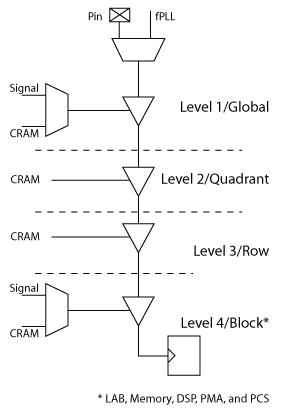 Pin fPLL
Signal
Level 1/Global
CRAM
CRAM Level 2/Quadrant
CRAM
Level 3/Row
Signal
Level 4/Block*
CRAM
* LAB, Memory, DSP, PMA, and PCS